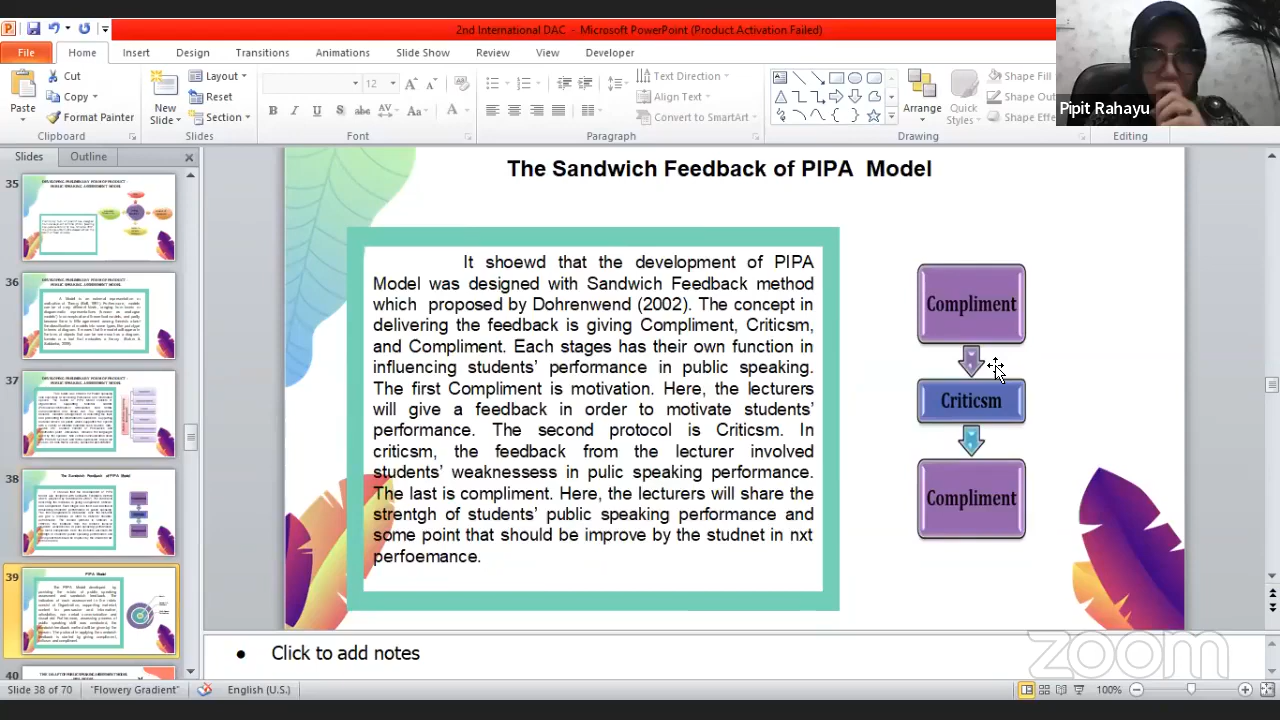 2nd International DAC - Microsoft PowerPoint (Product Activation Failed)
File Home Insert Design Transitions Animations Slide Show Review View Developer
Cut
Copy
Format Painter
Paste
Clipboard
New
Slide
Layout
Reset
Section
Slides
12
Font
Text Direction
Align Text
Convert to SmartArt
Paragraph
Arrange
Quick
Styles
Shape Fill
Shape Out
Shape Effe
Drawing
Editing
Pipit Rahayu
Slides Outline
35
36
37
38
39
PIPA Model
40
The Sandwich Feedback of PIPA Model
It shoewd that the development of PIPA
Model was designed with Sandwich Feedback method
which proposed by Dohrenwend (2002). The concept in
delivering the feedback is giving Compliment, Criticsm,
and Compliment. Each stages has their own function in
influencing students’ performance in public speaking.
The first Compliment is motivation. Here, the lecturers
will give a feedback in order to motivate students’
performance. The second protocol is Criticsm. In
criticsm, the feedback from the lecturer involved
students’ weaknessess in pulic speaking performance.
The last is compliment. Here, the lecturers will share the
strentgh of students’ public speaking performance and
some point that should be improve by the studnet in nxt
perfoemance.
Compliment
Criticsm
Compliment
Click to add notes
zoom
Slide 38 of 70 "Flowery Gradient" English (U.S.) 100%